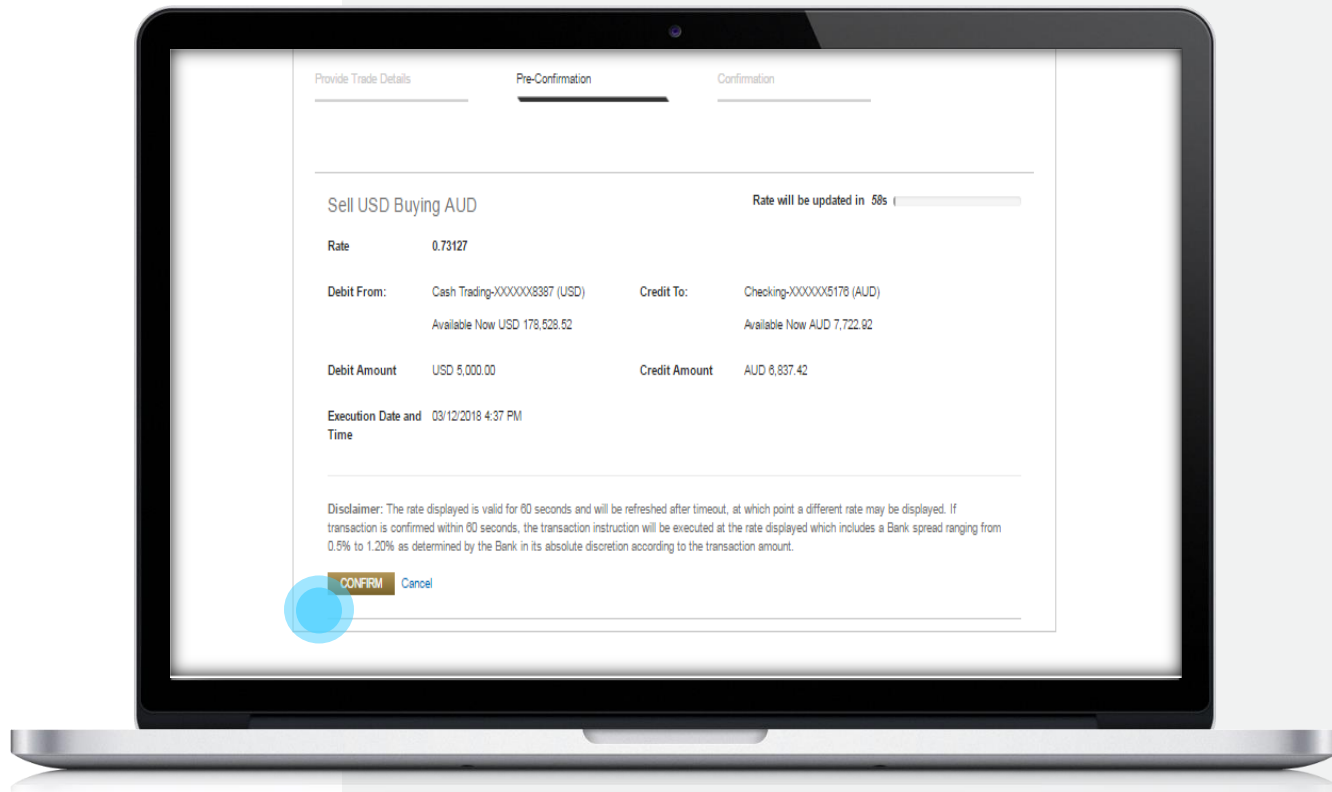 Provide Trade Details Pre-Confirmation Confirmation
Sell USD Buying AUD Rate will be updated in 58s
Rate 0.73127
Debit From: Cash Trading-XXXXXX8387 (USD) Credit To: Checking-XXXXXX5176 (AUD)
Available Now USD 178,528.52 Available Now AUD 7,722.92
Debit Amount USD 5,000.00 Credit Amount AUD 6,837.42
Execution Date and 03/12/2018 4:37 PM
Time
Disclaimer: The rate displayed is valid for 60 seconds and will be refreshed after timeout, at which point a different rate may be displayed. If
transaction is confirmed within 60 seconds, the transaction instruction will be executed at the rate displayed which includes a Bank spread ranging from
0.5% to 1.20% as determined by the Bank in its absolute discretion according to the transaction amount.
CONFIRM Cancel